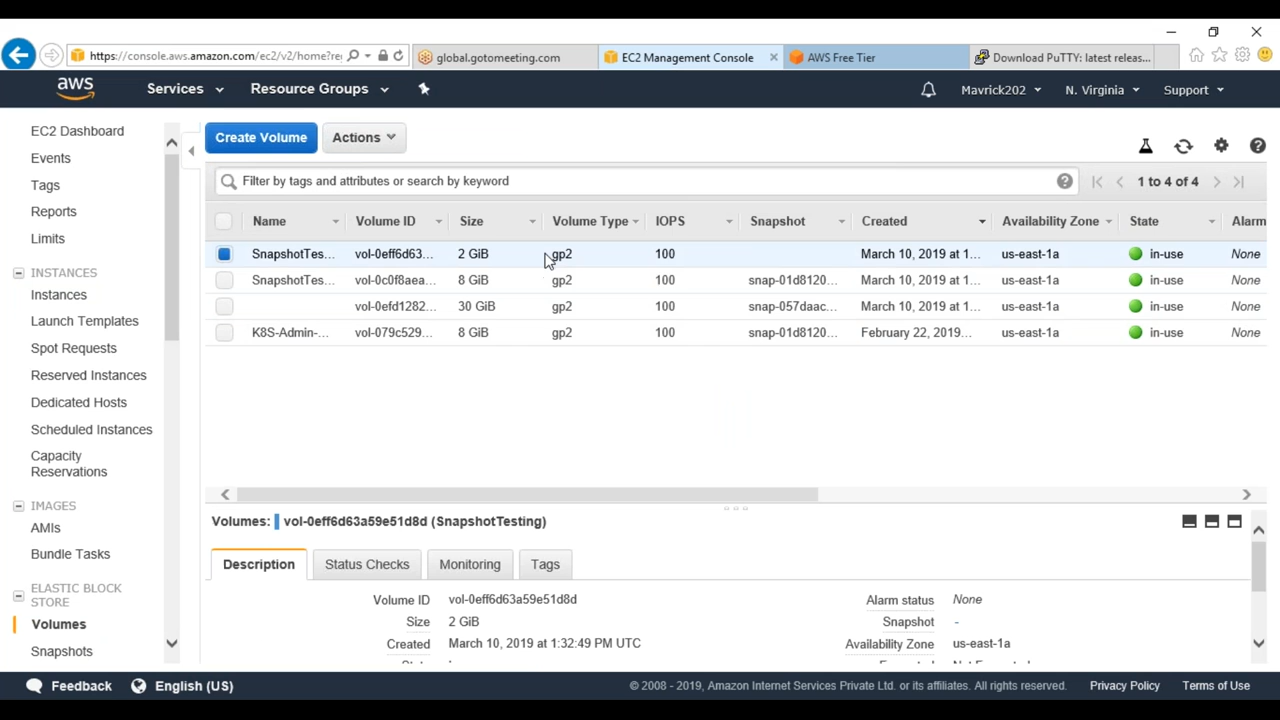 https://console.aws.amazon.com/ec2/v2/home?re
global.gotomeeting.com
EC2 Management Console
AWS Free Tier
Download PuTTY: latest releas...
aws
Services
Resource Groups
Mavrick202
N. Virginia
Support
EC2 Dashboard
Events
Tags
Reports
Limits
INSTANCES
Instances
Launch Templates
Spot Requests
Reserved Instances
Dedicated Hosts
Scheduled Instances
Capacity
Reservations
IMAGES
AMIs
Bundle Tasks
ELASTIC BLOCK
STORE
Volumes
Snapshots
Create Volume
Actions
Filter by tags and attributes or search by keyword
1 to 4 of 4
Name Volume ID Size Volume Type IOPS Snapshot Created Availability Zone State Alarm
SnapshotTes... vol-0eff6d63... 2 GiB gp2 100 March 10, 2019 at 1... us-east-1a in-use None
SnapshotTes... vol-0c0f8aea... 8 GiB gp2 100 snap-01d8120... March 10, 2019 at 1... us-east-1a in-use None
vol-0efd1282... 30 GiB gp2 100 snap-057daac... March 10, 2019 at 1... us-east-1a in-use None
K8S-Admin-... vol-079c529... 8 GiB gp2 100 snap-01d8120... February 22, 2019... us-east-1a in-use None
Volumes: vol-0eff6d63a59e51d8d (SnapshotTesting)
Description
Status Checks
Monitoring
Tags
Volume ID vol-0eff6d63a59e51d8d
Alarm status None
Size 2 GiB
Snapshot -
Created March 10, 2019 at 1:32:49 PM UTC
Availability Zone us-east-1a
Feedback
English (US)
© 2008 - 2019, Amazon Internet Services Private Ltd. or its affiliates. All rights reserved.
Privacy Policy
Terms of Use